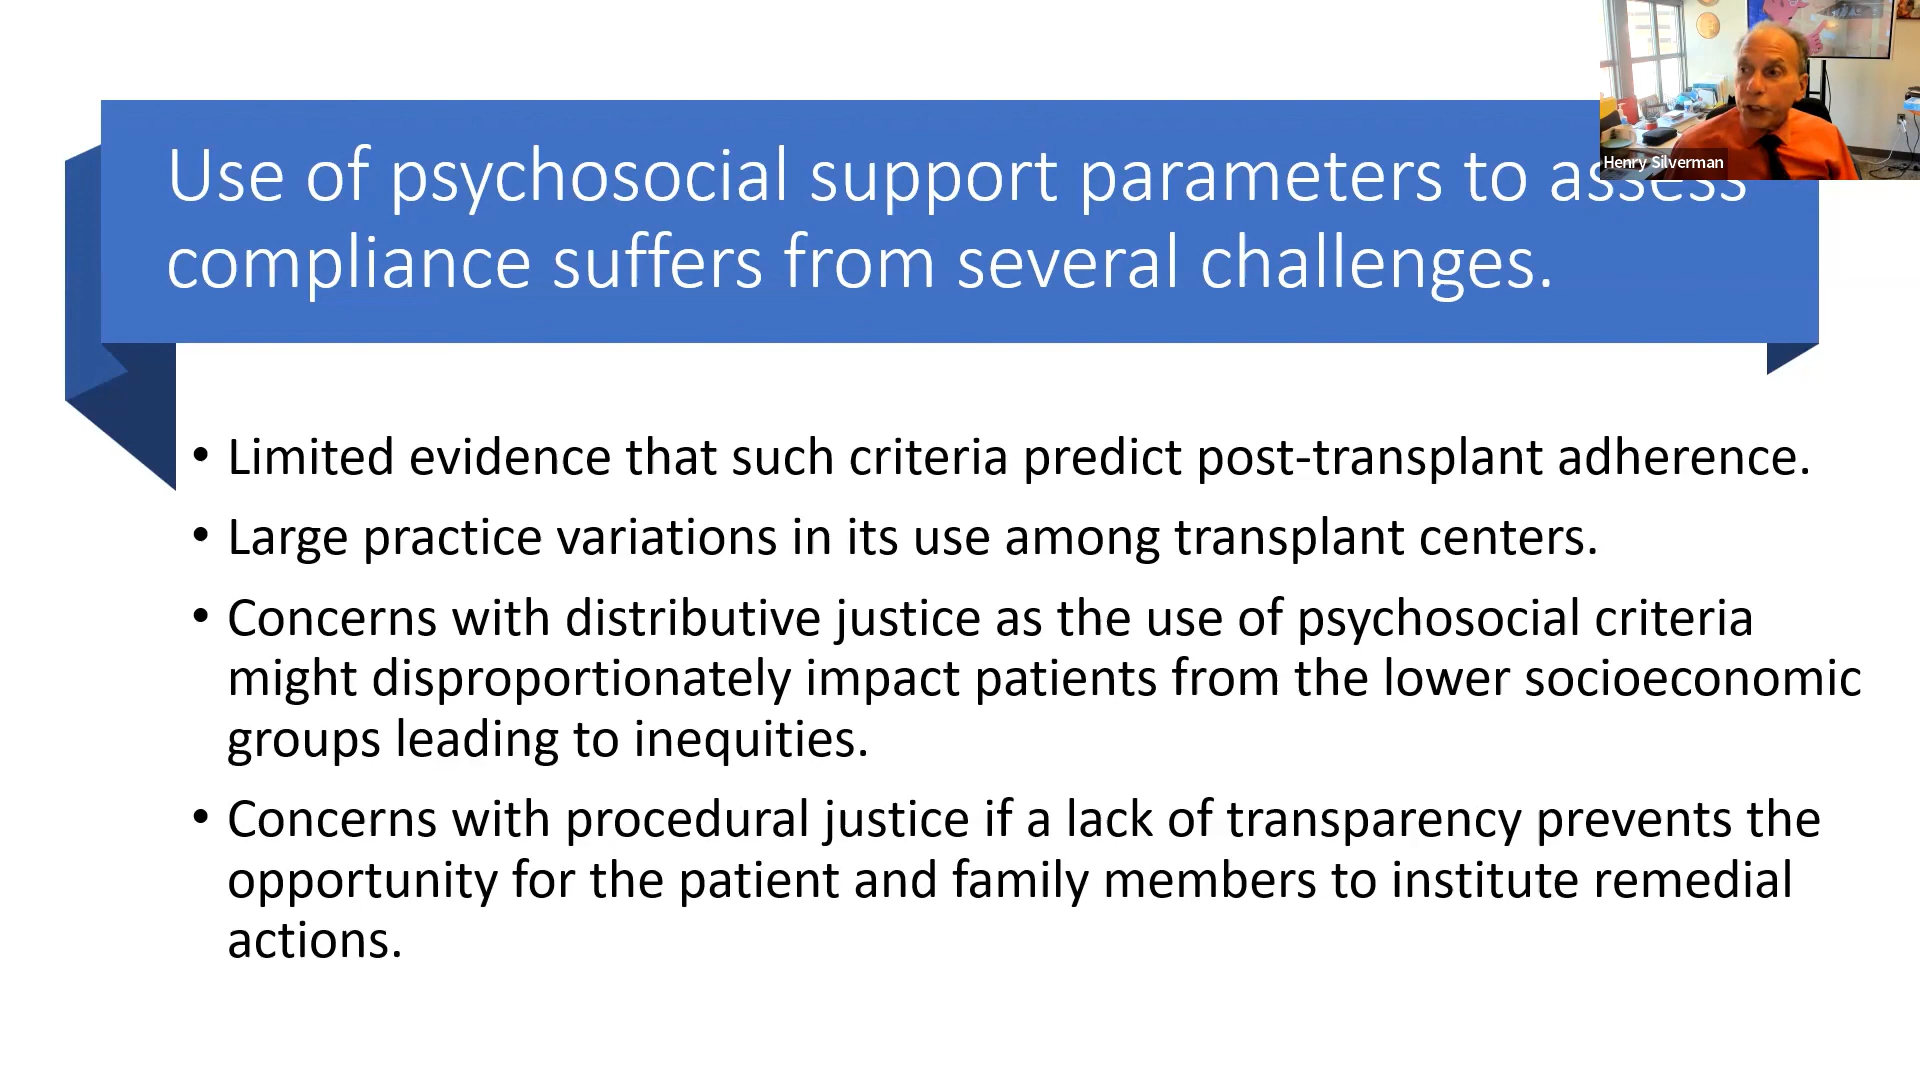 Use of psychosocial support parameters to assess
compliance suffers from several challenges.
Henry Silverman
• Limited evidence that such criteria predict post-transplant adherence.
• Large practice variations in its use among transplant centers.
• Concerns with distributive justice as the use of psychosocial criteria
might disproportionately impact patients from the lower socioeconomic
groups leading to inequities.
• Concerns with procedural justice if a lack of transparency prevents the
opportunity for the patient and family members to institute remedial
actions.